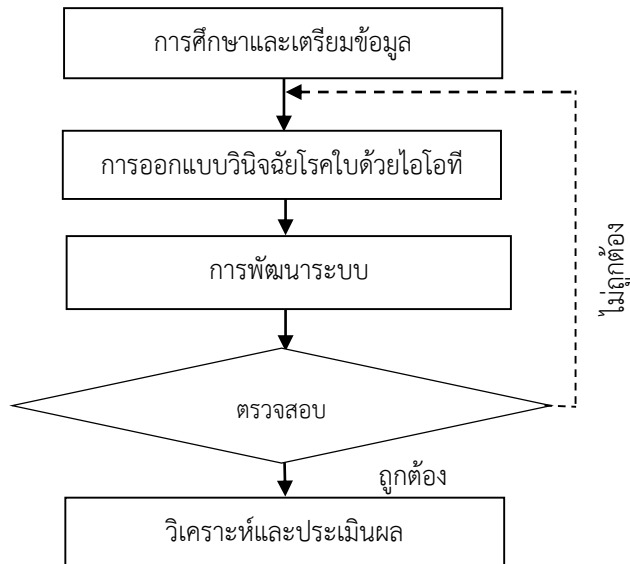 การศึกษาและเตรียมข้อมูล
การออกแบบวินิจฉัยโรคใบด้วยไอโอที
การพัฒนาระบบ
ไม่ถูกต้อง
ตรวจสอบ
ถูกต้อง
วิเคราะห์และประเมินผล